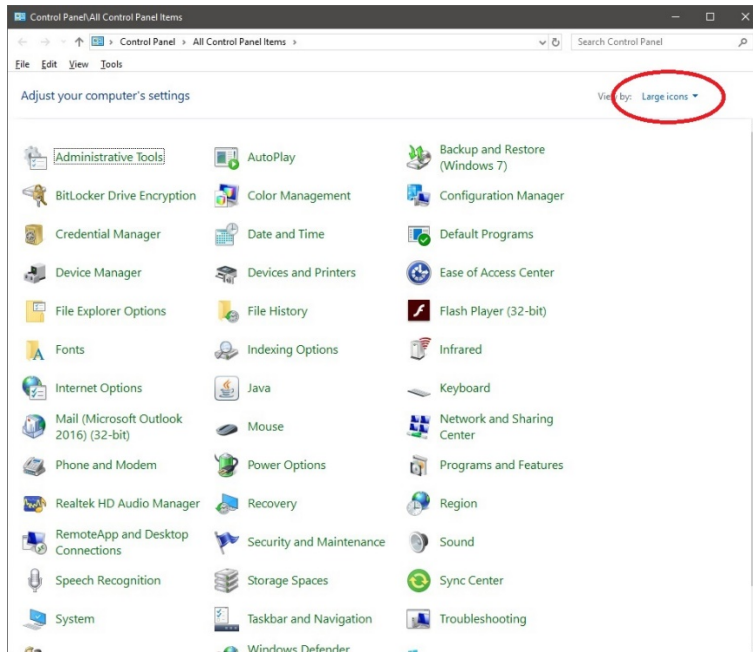 Control Panel\All Control Panel Items
Control Panel > All Control Panel Items >
Search Control Panel
File Edit View Tools
Adjust your computer's settings
View by: Large icons
Administrative Tools
AutoPlay
Backup and Restore
(Windows 7)
BitLocker Drive Encryption
Color Management
Configuration Manager
Credential Manager
Date and Time
Default Programs
Device Manager
Devices and Printers
Ease of Access Center
File Explorer Options
File History
Flash Player (32-bit)
Fonts
Indexing Options
Infrared
Internet Options
Java
Keyboard
Mail (Microsoft Outlook
2016) (32-bit)
Mouse
Network and Sharing
Center
Phone and Modem
Power Options
Programs and Features
Realtek HD Audio Manager
Recovery
Region
RemoteApp and Desktop
Connections
Security and Maintenance
Sound
Speech Recognition
Storage Spaces
Sync Center
System
Taskbar and Navigation
Troubleshooting
Windows Defender